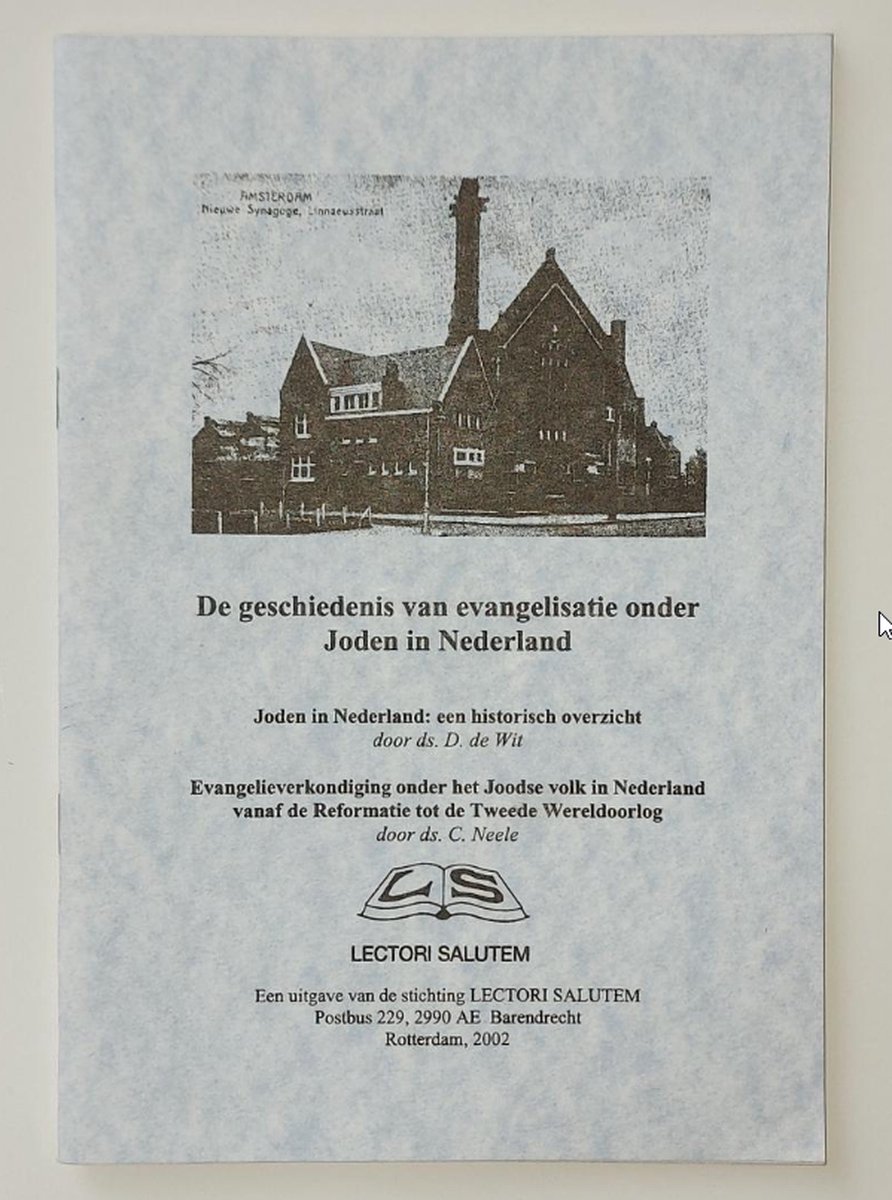 AMSTERDAM
Nieuwe Synagoge, Linnaeusstraat
De geschiedenis van evangelisatie onder
Joden in Nederland
Joden in Nederland: een historisch overzicht
door ds. D. de Wit
Evangelieverkondiging onder het Joodse volk in Nederland
vanaf de Reformatie tot de Tweede Wereldoorlog
door ds. C. Neele
LS
LECTORI SALUTEM
Een uitgave van de stichting LECTORI SALUTEM
Postbus 229, 2990 AE Barendrecht
Rotterdam, 2002